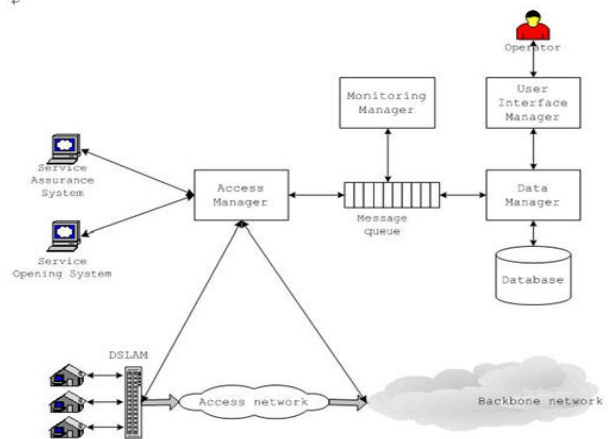 Operator
Monitoring
Manager
User
Interface
Manager
Service
Assurance
System
Access
Manager
Message
queue
Data
Manager
Service
Opening System
Database
DSLAM
Access network
Backbone network